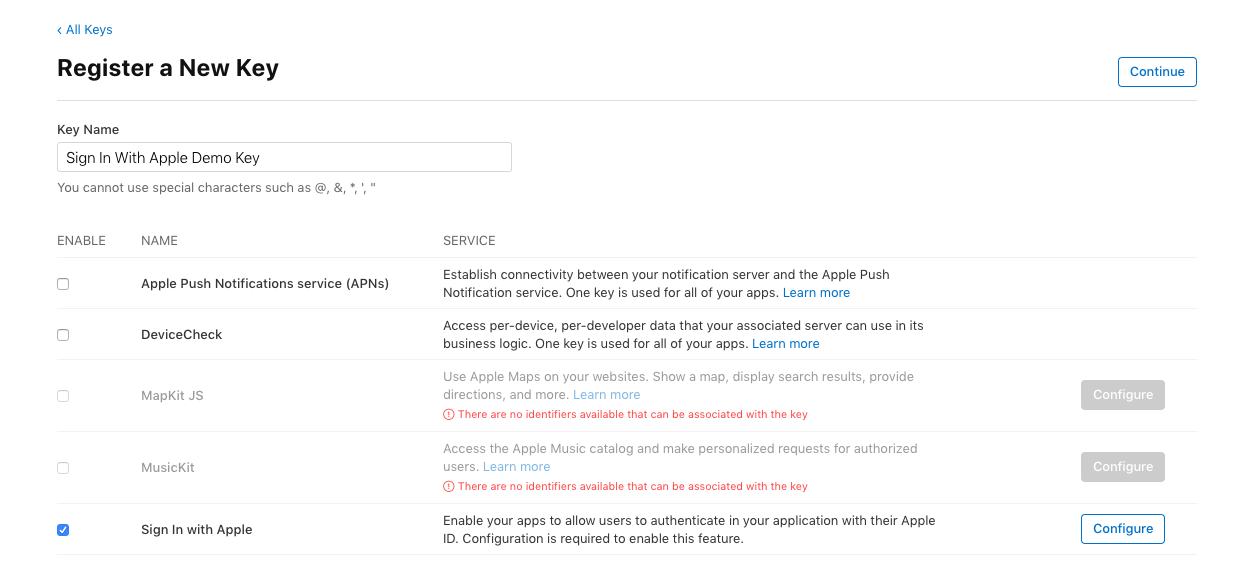 ‹ All Keys
Register a New Key
Continue
Key Name
Sign In With Apple Demo Key
You cannot use special characters such as @, &, *, ', "
ENABLE NAME SERVICE
Apple Push Notifications service (APNs)
Establish connectivity between your notification server and the Apple Push
Notification service. One key is used for all of your apps. Learn more
DeviceCheck
Access per-device, per-developer data that your associated server can use in its
business logic. One key is used for all of your apps. Learn more
MapKit JS
Use Apple Maps on your websites. Show a map, display search results, provide
directions, and more. Learn more
There are no identifiers available that can be associated with the key
Configure
MusicKit
Access the Apple Music catalog and make personalized requests for authorized
users. Learn more
There are no identifiers available that can be associated with the key
Configure
Sign In with Apple
Enable your apps to allow users to authenticate in your application with their Apple
ID. Configuration is required to enable this feature.
Configure